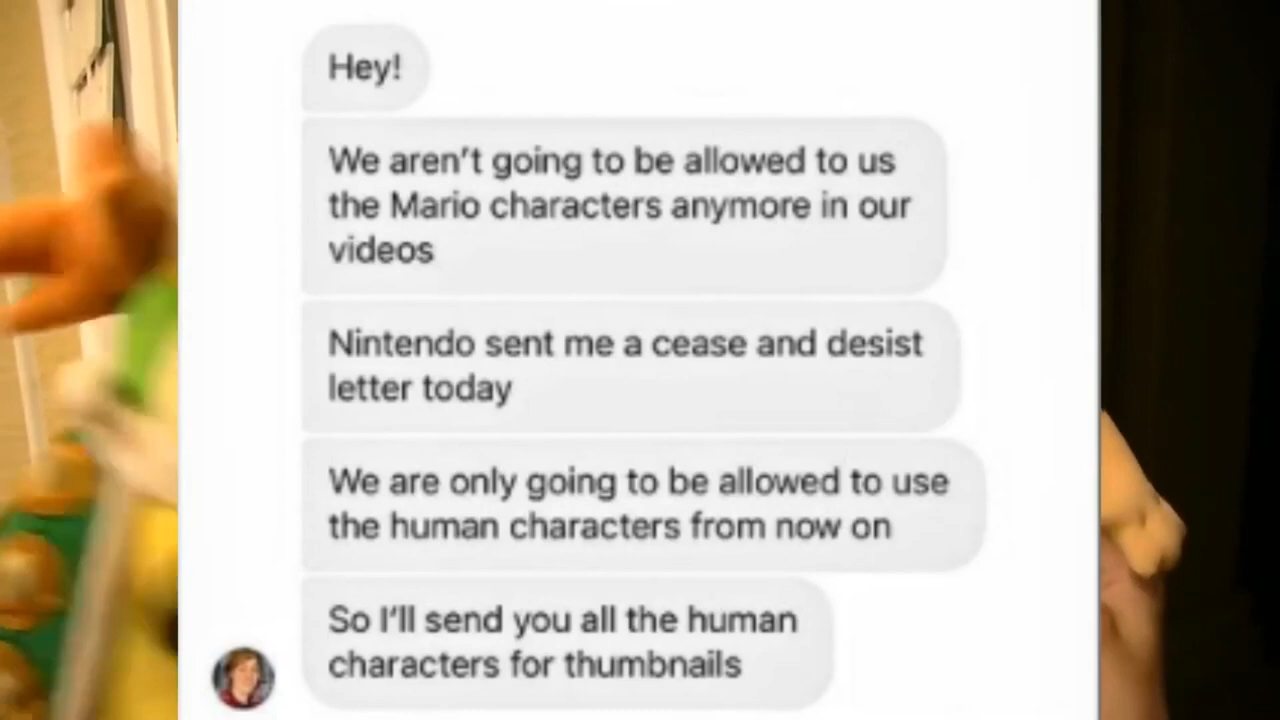 Hey!
We aren't going to be allowed to us
the Mario characters anymore in our
videos
Nintendo sent me a cease and desist
letter today
We are only going to be allowed to use
the human characters from now on
So I'll send you all the human
characters for thumbnails